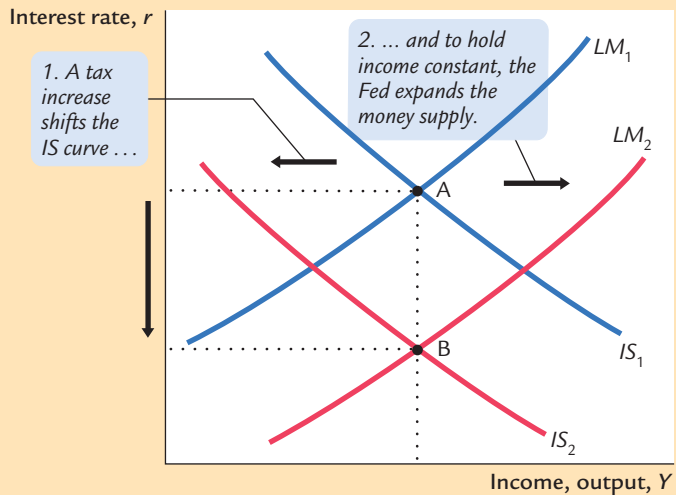 Interest rate, r
1. A tax
increase
shifts the
IS curve …
2. … and to hold
income constant, the
Fed expands the
money supply.
LM1
LM2
A
B
IS1
IS2
Income, output, Y